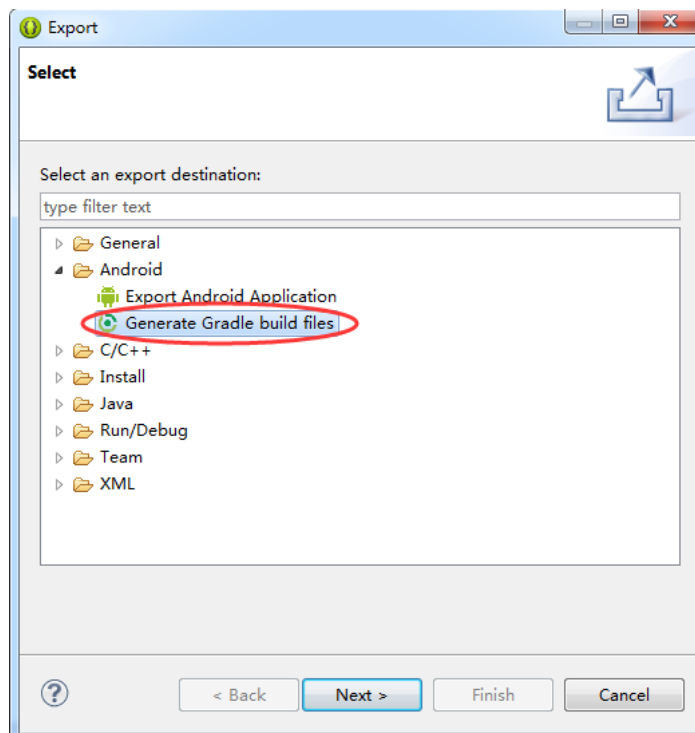 Export
Select
Select an export destination:
type filter text
General
Android
Export Android Application
Generate Gradle build files
C/C++
Install
Java
Run/Debug
Team
XML
?
< Back
Next >
Finish
Cancel